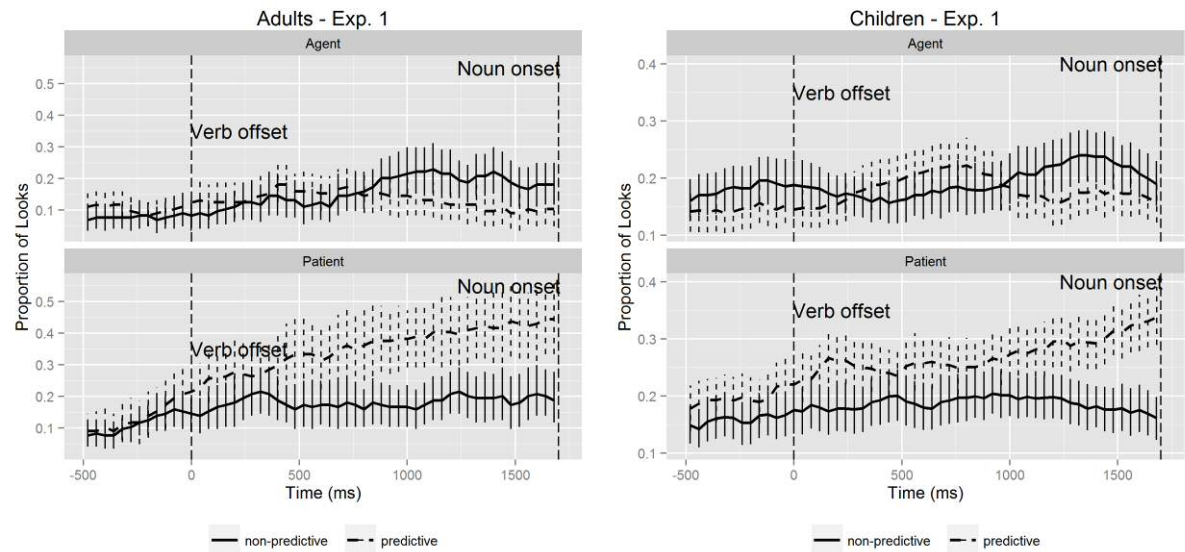 Adults - Exp. 1
Agent
Noun onset
Verb offset
0.5
0.4
0.3
0.2
0.1
Patient
Noun onset
Verb offset
0.5
0.4
0.3
0.2
0.1
Proportion of Looks
-500 0 500 1000 1500
Time (ms)
non-predictive predictive
Children - Exp. 1
Agent
Noun onset
Verb offset
0.4
0.3
0.2
0.1
Patient
Noun onset
Verb offset
0.4
0.3
0.2
0.1
Proportion of Looks
-500 0 500 1000 1500
Time (ms)
non-predictive predictive